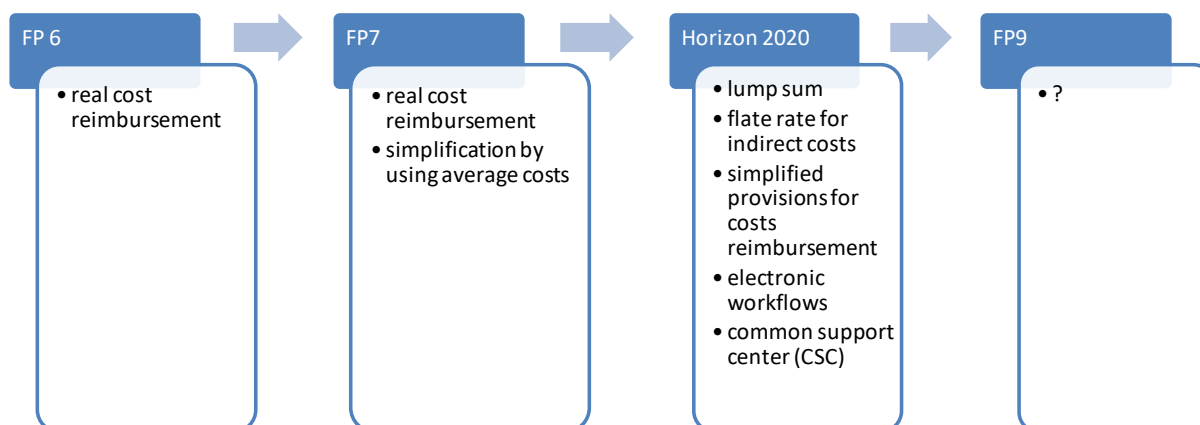 FP 6
• real cost
reimbursement
FP7
• real cost
reimbursement
• simplification by
using average costs
Horizon 2020
• lump sum
• flate rate for
indirect costs
• simplified
provisions for
costs
reimbursement
• electronic
workflows
• common support
center (CSC)
FP9
• ?